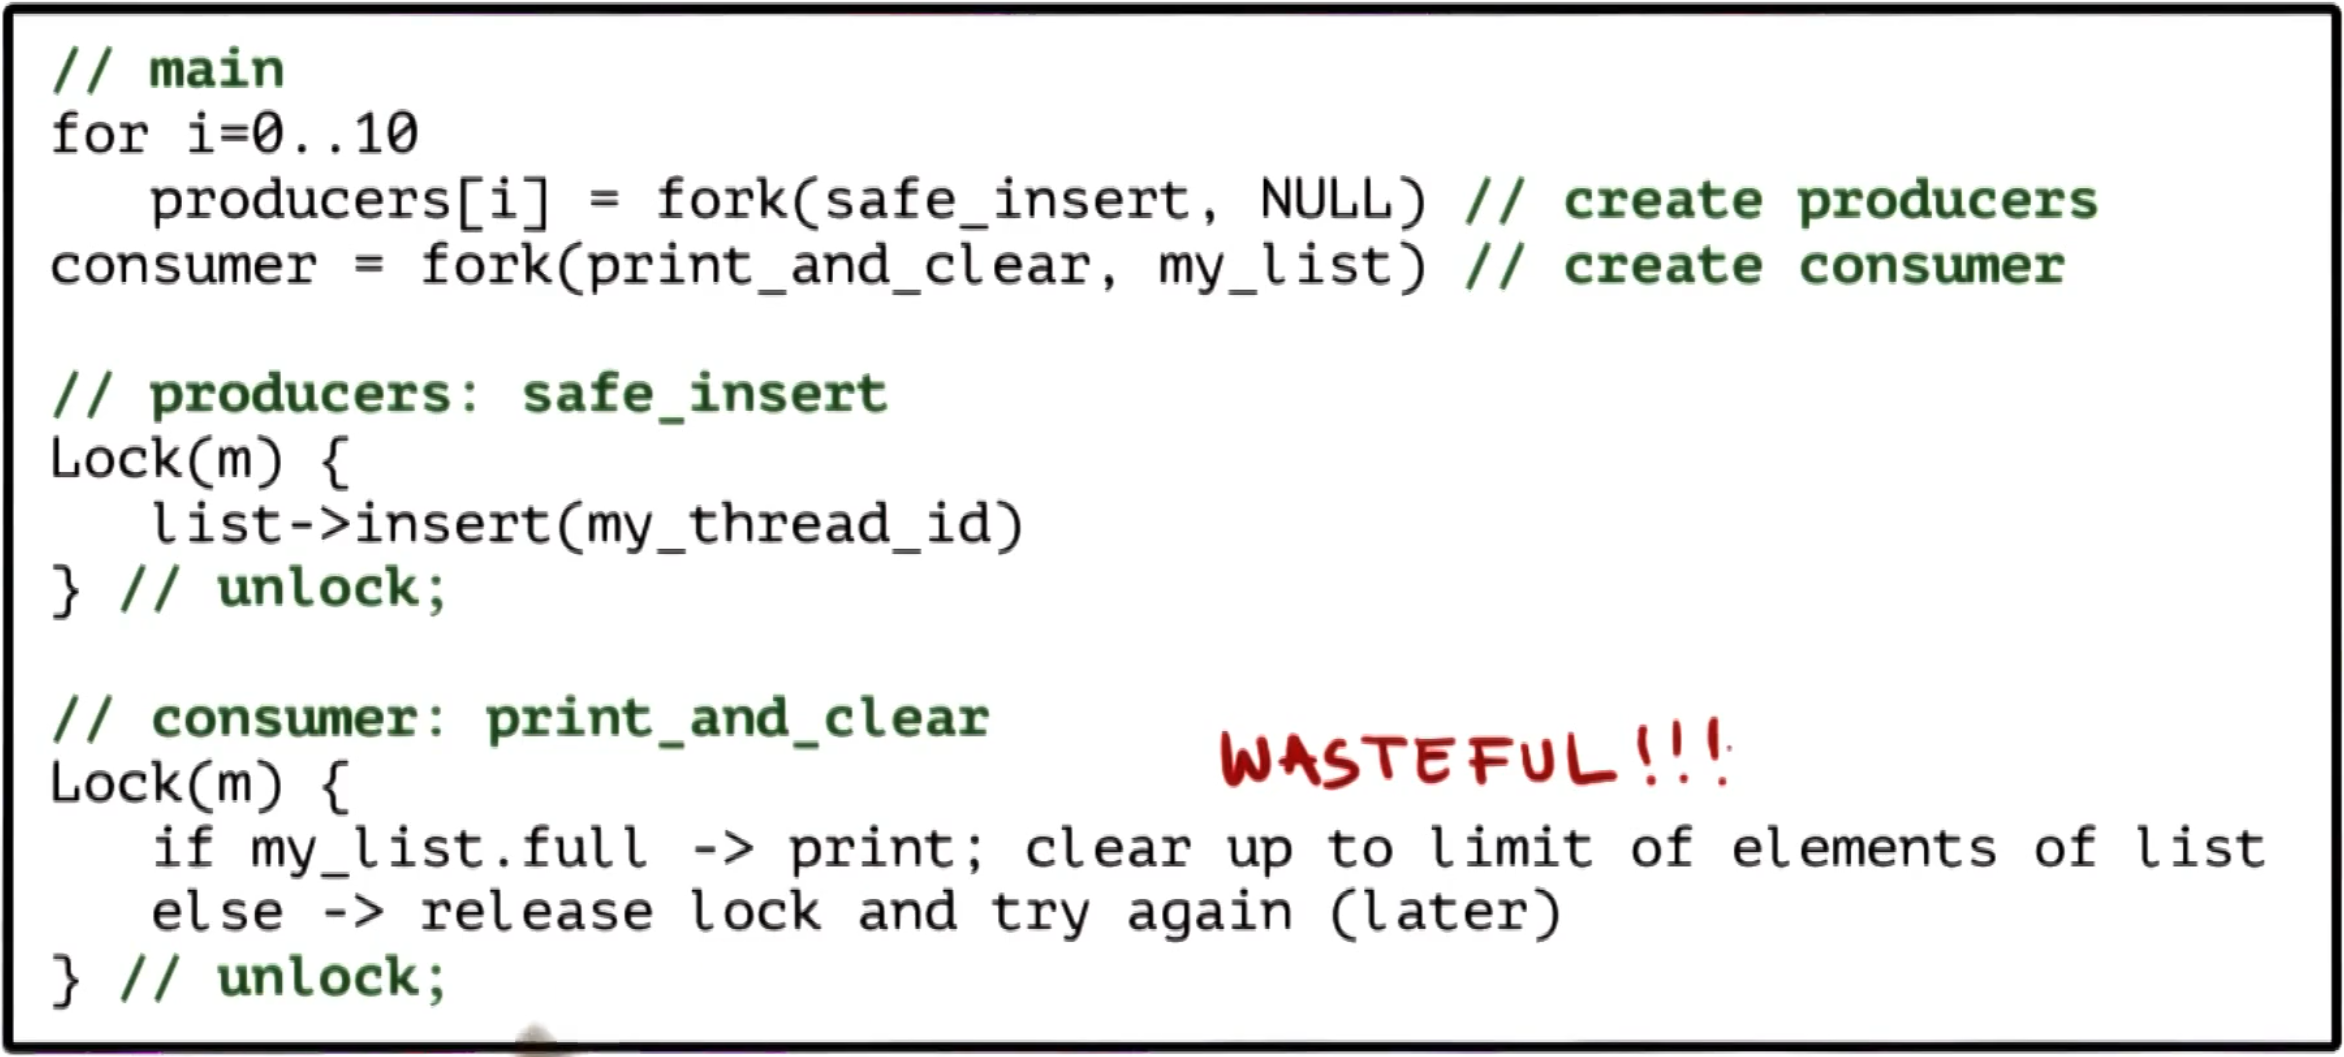 // main
for i=0..10
   producers[i] = fork(safe_insert, NULL) // create producers
consumer = fork(print_and_clear, my_list) // create consumer

// producers: safe_insert
Lock(m) {
   list->insert(my_thread_id)
} // unlock;

// consumer: print_and_clear
WASTEFUL!!!
Lock(m) {
   if my_list.full -> print; clear up to limit of elements of list
   else -> release lock and try again (later)
} // unlock;